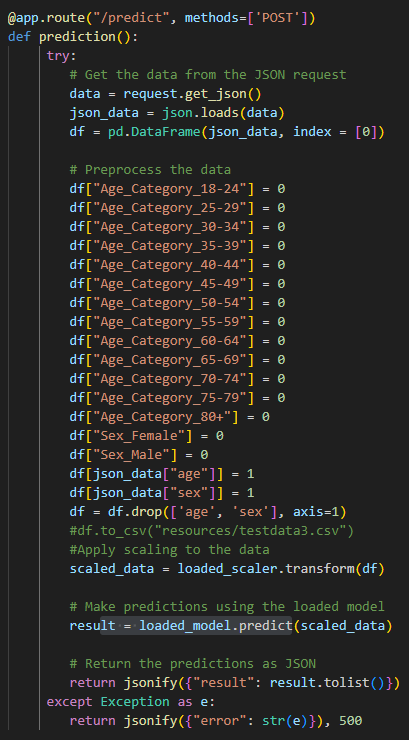 @app.route("/predict", methods=['POST'])
def prediction():
    try:
        # Get the data from the JSON request
        data = request.get_json()
        json_data = json.loads(data)
        df = pd.DataFrame(json_data, index = [0])

        # Preprocess the data
        df["Age_Category_18-24"] = 0
        df["Age_Category_25-29"] = 0
        df["Age_Category_30-34"] = 0
        df["Age_Category_35-39"] = 0
        df["Age_Category_40-44"] = 0
        df["Age_Category_45-49"] = 0
        df["Age_Category_50-54"] = 0
        df["Age_Category_55-59"] = 0
        df["Age_Category_60-64"] = 0
        df["Age_Category_65-69"] = 0
        df["Age_Category_70-74"] = 0
        df["Age_Category_75-79"] = 0
        df["Age_Category_80+"] = 0
        df["Sex_Female"] = 0
        df["Sex_Male"] = 0
        df[json_data["age"]] = 1
        df[json_data["sex"]] = 1
        df = df.drop(['age', 'sex'], axis=1)
        #df.to_csv("resources/testdata3.csv")
        #Apply scaling to the data
        scaled_data = loaded_scaler.transform(df)

        # Make predictions using the loaded model
        result = loaded_model.predict(scaled_data)

        # Return the predictions as JSON
        return jsonify({"result": result.tolist()})
    except Exception as e:
        return jsonify({"error": str(e)}), 500